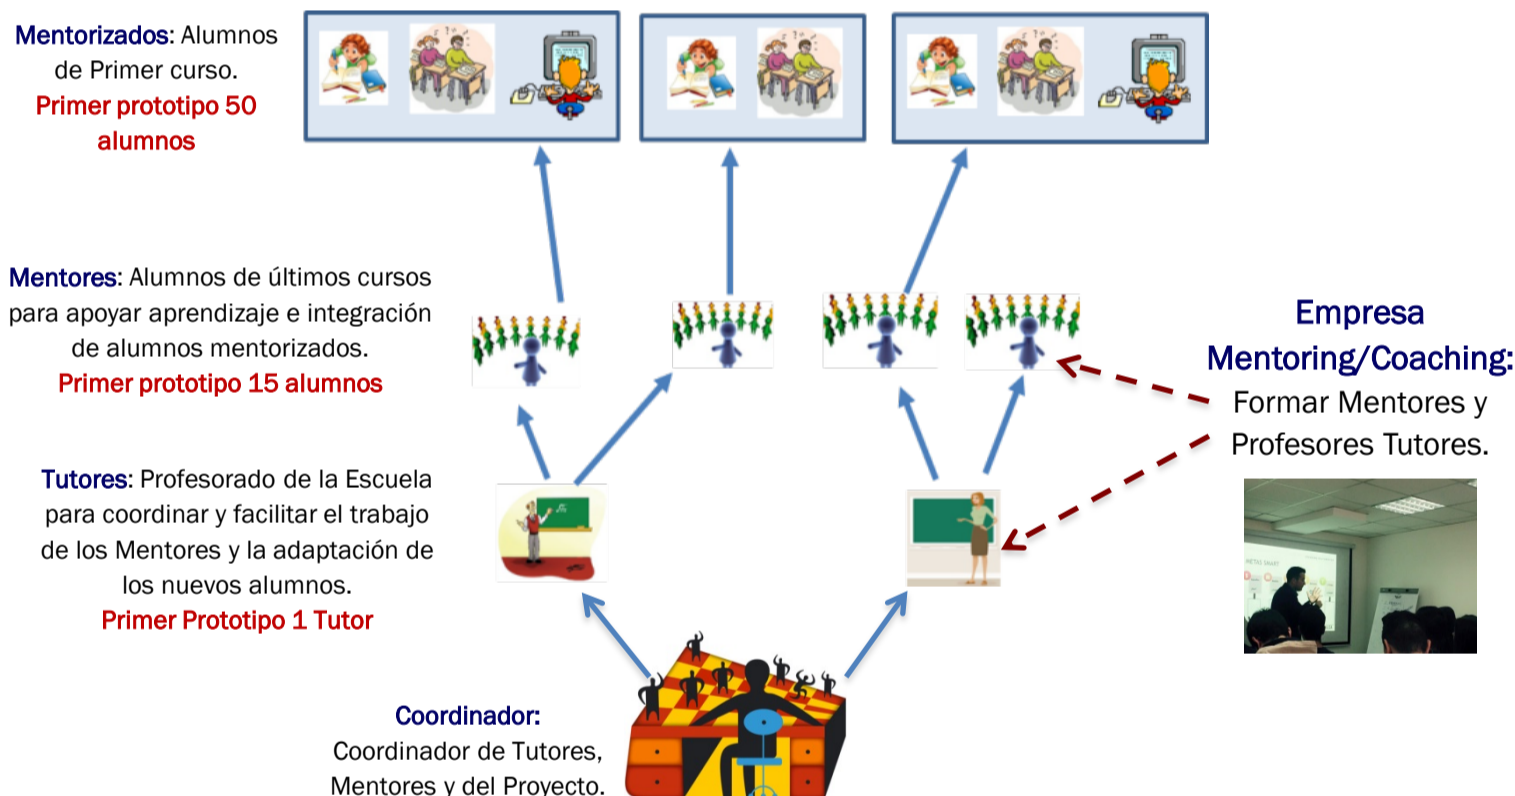 Mentorizados: Alumnos
de Primer curso.
Primer prototipo 50
alumnos
Mentores: Alumnos de últimos cursos
para apoyar aprendizaje e integración
de alumnos mentorizados.
Primer prototipo 15 alumnos
Empresa
Mentoring/Coaching:
Formar Mentores y
Profesores Tutores.
Tutores: Profesorado de la Escuela
para coordinar y facilitar el trabajo
de los Mentores y la adaptación de
los nuevos alumnos.
Primer Prototipo 1 Tutor
Coordinador:
Coordinador de Tutores,
Mentores y del Proyecto.